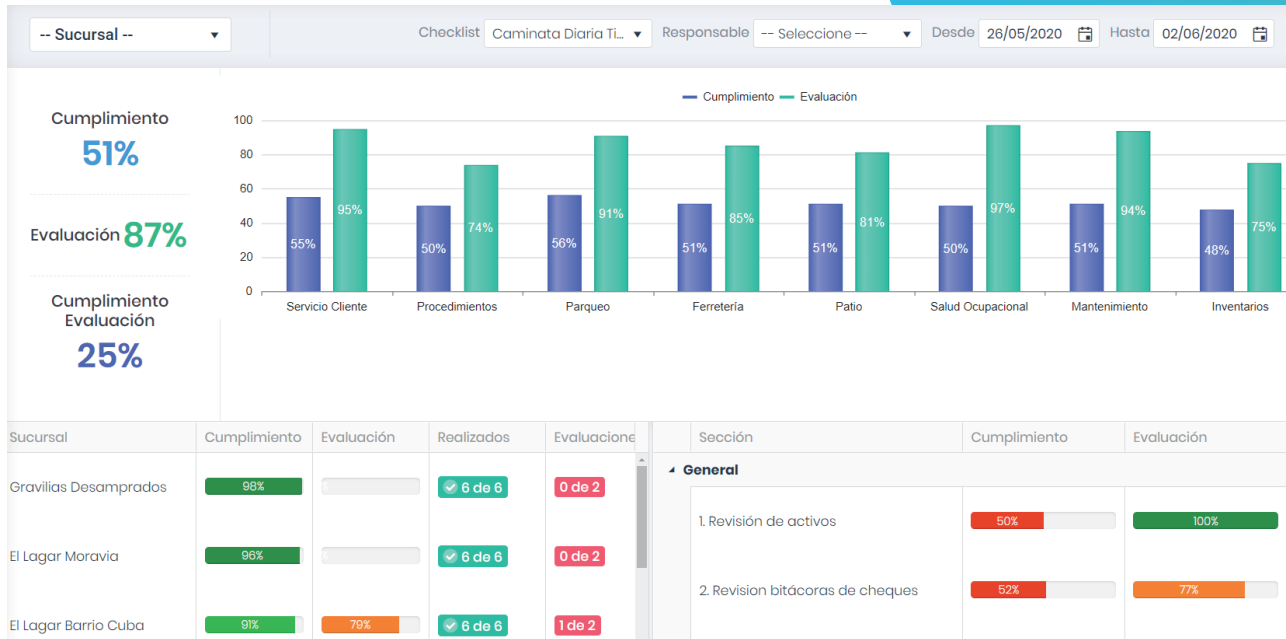 -- Sucursal --
Checklist Caminata Diaria Ti... Responsable -- Seleccione -- Desde 26/05/2020 Hasta 02/06/2020
Cumplimiento Evaluación
Cumplimiento
51%
Evaluación 87%
Cumplimiento
Evaluación
25%
100
80
60
40
20
0
55% 95% 50% 74% 56% 91% 51% 85% 51% 81% 50% 97% 51% 94% 48% 75%
Servicio Cliente Procedimientos Parqueo Ferretería Patio Salud Ocupacional Mantenimiento Inventarios
Sucursal Cumplimiento Evaluación Realizados Evaluacione
Gravilias Desamprados 98% 6 de 6 0 de 2
El Lagar Moravia 96% 6 de 6 0 de 2
El Lagar Barrio Cuba 91% 79% 6 de 6 1 de 2
Sección Cumplimiento Evaluación
General
1. Revisión de activos 50% 100%
2. Revision bitácoras de cheques 52% 77%